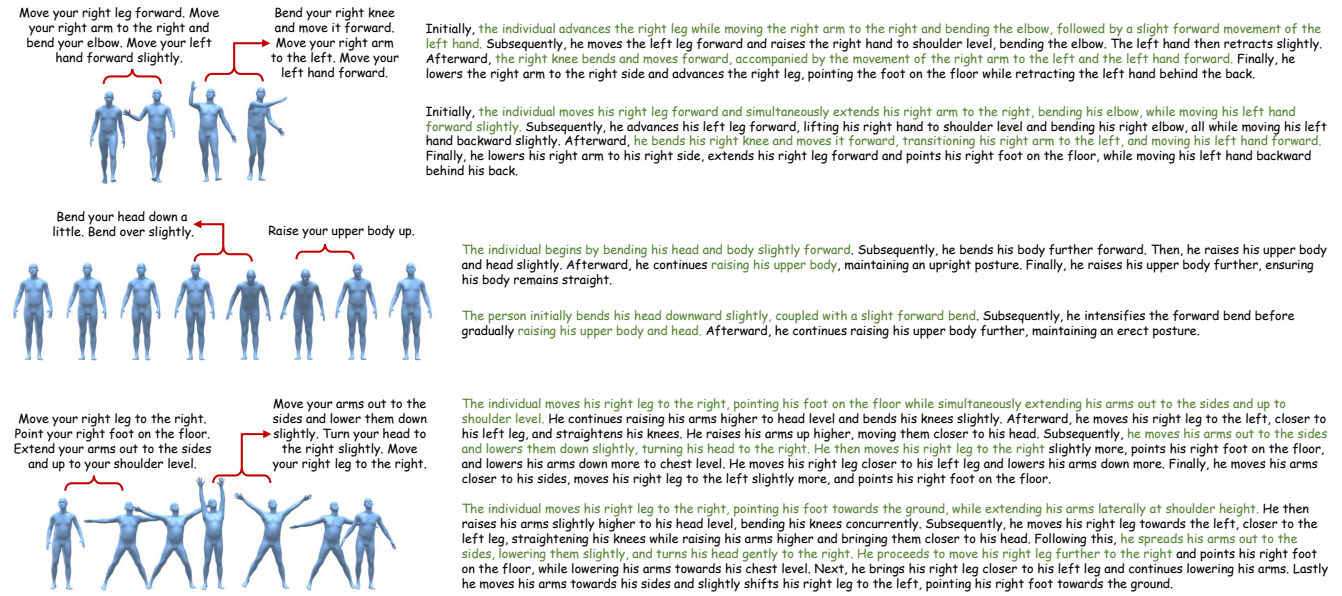 Move your right leg forward. Move
your right arm to the right and
bend your elbow. Move your left
hand forward slightly.
Bend your right knee
and move it forward.
Move your right arm
to the left. Move your
left hand forward.
Initially, the individual advances the right leg while moving the right arm to the right and bending the elbow, followed by a slight forward movement of the
left hand. Subsequently, he moves the left leg forward and raises the right hand to shoulder level, bending the elbow. The left hand then retracts slightly.
Afterward, the right knee bends and moves forward, accompanied by the movement of the right arm to the left and the left hand forward. Finally, he
lowers the right arm to the right side and advances the right leg, pointing the foot on the floor while retracting the left hand behind the back.
Initially, the individual moves his right leg forward and simultaneously extends his right arm to the right, bending his elbow, while moving his left hand
forward slightly. Subsequently, he advances his left leg forward, lifting his right hand to shoulder level and bending his right elbow, all while moving his left
hand backward slightly. Afterward, he bends his right knee and moves it forward, transitioning his right arm to the left, and moving his left hand forward.
Finally, he lowers his right arm to his right side, extends his right leg forward and points his right foot on the floor, while moving his left hand backward
behind his back.
Bend your head down a
little. Bend over slightly.
Raise your upper body up.
The individual begins by bending his head and body slightly forward. Subsequently, he bends his body further forward. Then, he raises his upper body
and head slightly. Afterward, he continues raising his upper body, maintaining an upright posture. Finally, he raises his upper body further, ensuring
his body remains straight.
The person initially bends his head downward slightly, coupled with a slight forward bend. Subsequently, he intensifies the forward bend before
gradually raising his upper body and head. Afterward, he continues raising his upper body further, maintaining an erect posture.
Move your right leg to the right.
Point your right foot on the floor.
Extend your arms out to the sides
and up to your shoulder level.
Move your arms out to the
sides and lower them down
slightly. Turn your head to
the right slightly. Move
your right leg to the right.
The individual moves his right leg to the right, pointing his foot on the floor while simultaneously extending his arms out to the sides and up to
shoulder level. He continues raising his arms higher to head level and bends his knees slightly. Afterward, he moves his right leg to the left, closer to
his left leg, and straightens his knees. He raises his arms up higher, moving them closer to his head. Subsequently, he moves his arms out to the sides
and lowers them down slightly, turning his head to the right. He then moves his right leg to the right slightly more, points his right foot on the floor,
and lowers his arms down more to chest level. He moves his right leg closer to his left leg and lowers his arms down more. Finally, he moves his arms
closer to his sides, moves his right leg to the left slightly more, and points his right foot on the floor.
The individual moves his right leg to the right, pointing his foot towards the ground, while extending his arms laterally at shoulder height. He then
raises his arms slightly higher to his head level, bending his knees concurrently. Subsequently, he moves his right leg towards the left, closer to the
left leg, straightening his knees while raising his arms higher and bringing them closer to his head. Following this, he spreads his arms out to the
sides, lowering them slightly, and turns his head gently to the right. He proceeds to move his right leg further to the right and points his right foot
on the floor, while lowering his arms towards his chest level. Next, he brings his right leg closer to his left leg and continues lowering his arms. Lastly
he moves his arms towards his sides and slightly shifts his right leg to the left, pointing his right foot towards the ground.